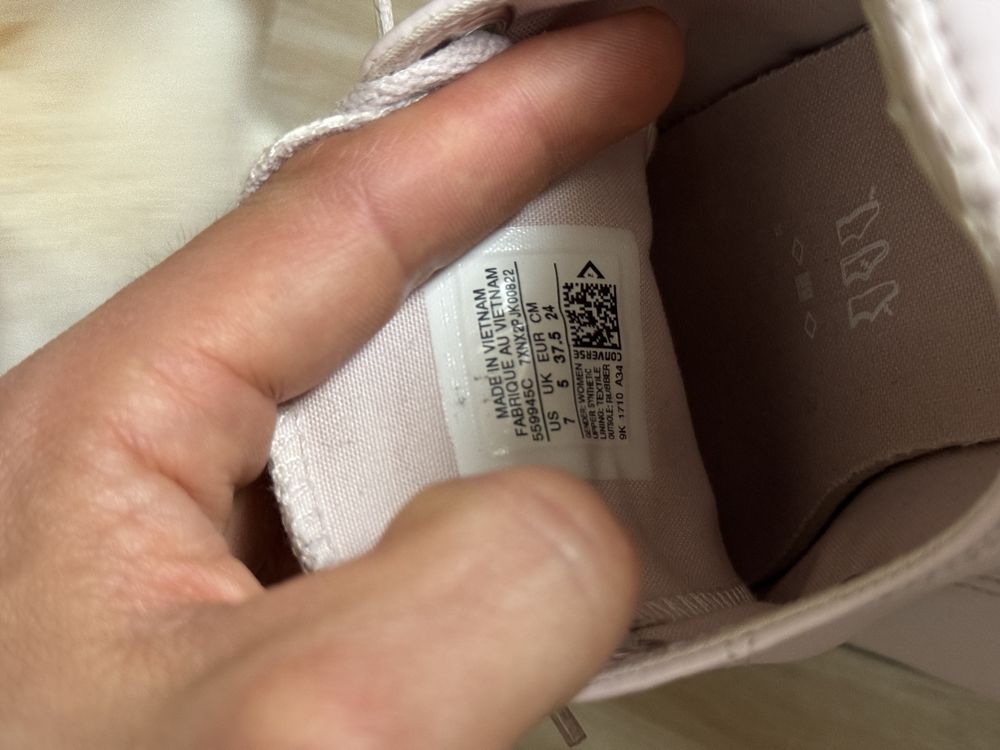 MADE IN VIETNAM
FABRIQUE AU VIETNAM
559945C 7XNX2PJK00822
US UK EUR CM
7 5 37.5 24
CONVERSE
GENDER: WOMEN
UPPER: SYNTHETIC
LINING: TEXTILE
OUTSOLE: RUBBER
9K 1710 A34